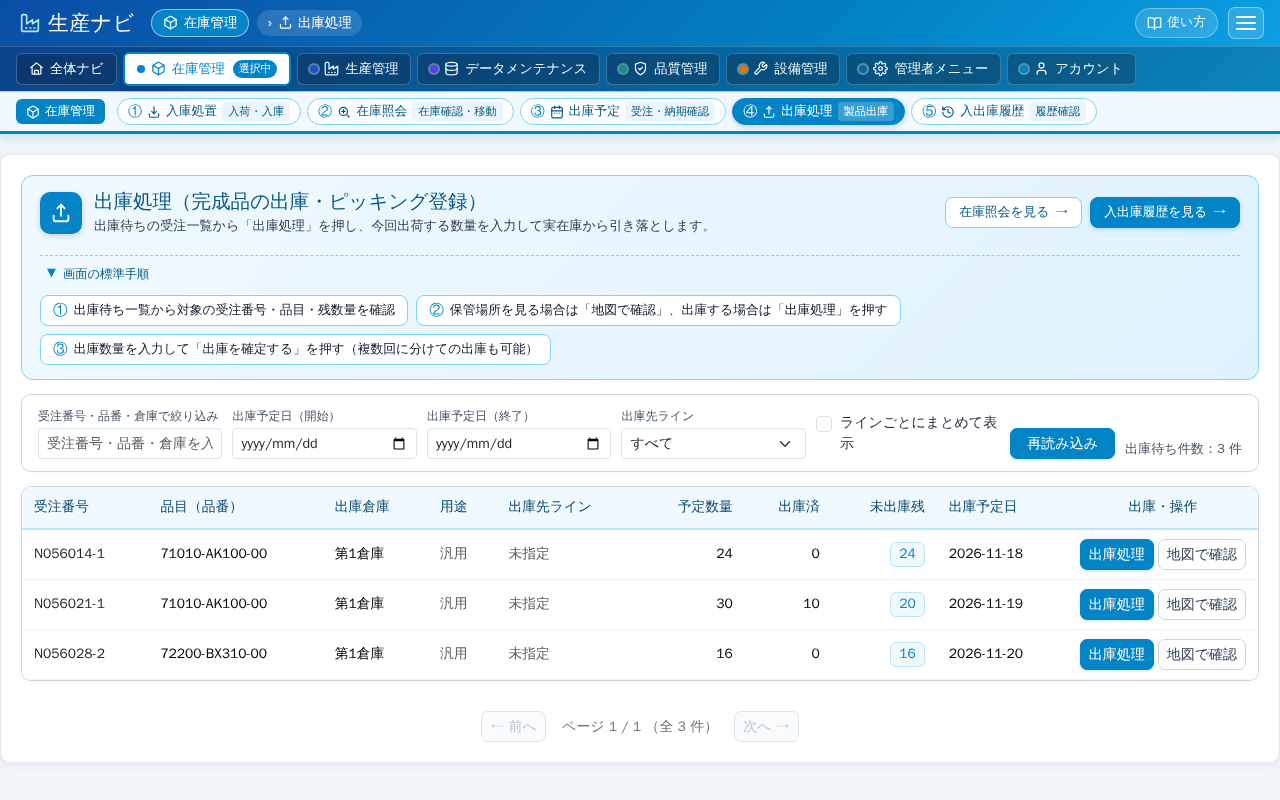 生産ナビ 在庫管理 › 出庫処理 使い方
全体ナビ 在庫管理 選択中 生産管理 データメンテナンス 品質管理 設備管理 管理者メニュー アカウント
在庫管理 ① 入庫処置 入荷・入庫 ② 在庫照会 在庫確認・移動 ③ 出庫予定 受注・納期確認 ④ 出庫処理 製品出庫 ⑤ 入出庫履歴 履歴確認
出庫処理（完成品の出庫・ピッキング登録）
出庫待ちの受注一覧から「出庫処理」を押し、今回出荷する数量を入力して実在庫から引き落とします。
在庫照会を見る → 入出庫履歴を見る →
▼ 画面の標準手順
① 出庫待ち一覧から対象の受注番号・品目・残数量を確認 ② 保管場所を見る場合は「地図で確認」、出庫する場合は「出庫処理」を押す
③ 出庫数量を入力して「出庫を確定する」を押す（複数回に分けての出庫も可能）
受注番号・品番・倉庫で絞り込み 出庫予定日（開始） 出庫予定日（終了） 出庫先ライン
受注番号・品番・倉庫を入 yyyy/mm/dd yyyy/mm/dd すべて ラインごとにまとめて表示 再読み込み 出庫待ち件数：3 件
受注番号 品目（品番） 出庫倉庫 用途 出庫先ライン 予定数量 出庫済 未出庫残 出庫予定日 出庫・操作
N056014-1 71010-AK100-00 第1倉庫 汎用 未指定 24 0 24 2026-11-18 出庫処理 地図で確認
N056021-1 71010-AK100-00 第1倉庫 汎用 未指定 30 10 20 2026-11-19 出庫処理 地図で確認
N056028-2 72200-BX310-00 第1倉庫 汎用 未指定 16 0 16 2026-11-20 出庫処理 地図で確認
← 前へ ページ 1 / 1 （全 3 件） 次へ →